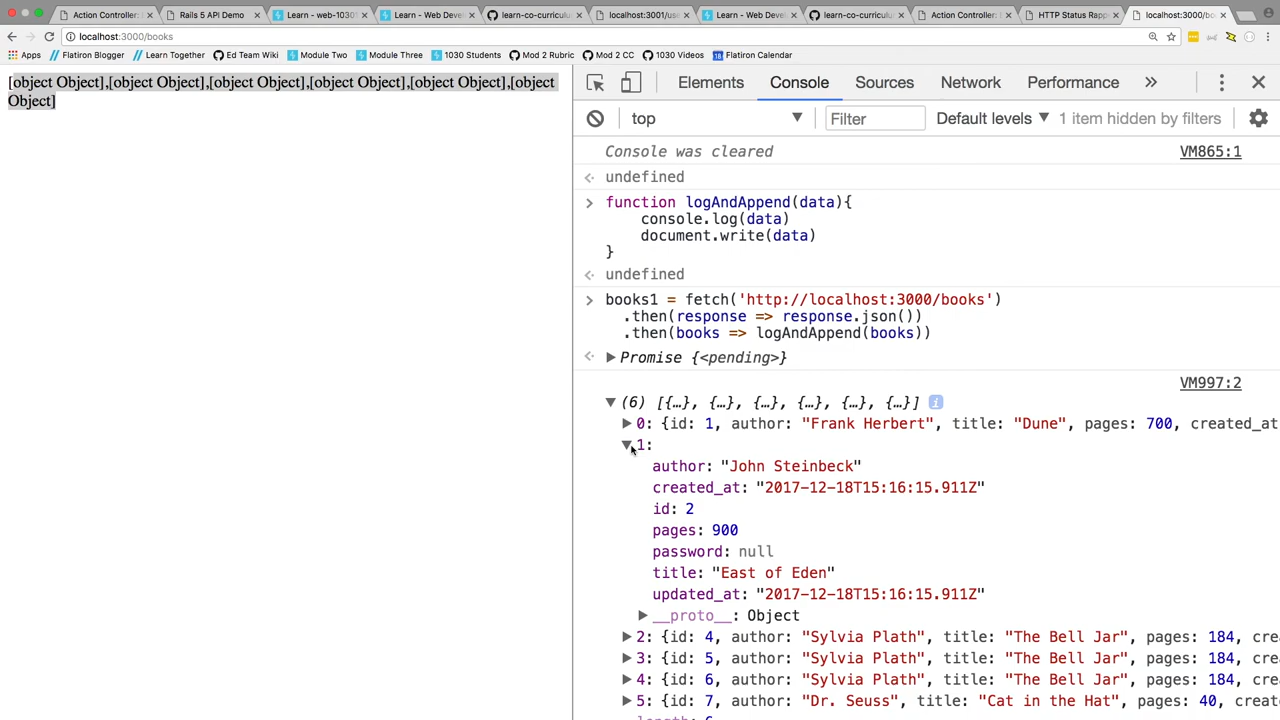 Action Controller: Rails 5 API Demo Learn - web-1030 Learn - Web Deve learn-co-curriculu localhost:3001/use Learn - Web Deve learn-co-curriculu Action Controller: HTTP Status Rapp localhost:3000/bo
localhost:3000/books
Apps Flatiron Blogger Learn Together Ed Team Wiki Module Two Module Three 1030 Students Mod 2 Rubric Mod 2 CC 1030 Videos Flatiron Calendar
[object Object],[object Object],[object Object],[object Object],[object Object],[object
Object]
Elements Console Sources Network Performance »
top Filter Default levels 1 item hidden by filters
Console was cleared VM865:1
undefined
function logAndAppend(data){
console.log(data)
document.write(data)
}
undefined
books1 = fetch('http://localhost:3000/books')
.then(response => response.json())
.then(books => logAndAppend(books))
Promise {<pending>}
VM997:2
(6) [{…}, {…}, {…}, {…}, {…}, {…}] i
0: {id: 1, author: "Frank Herbert", title: "Dune", pages: 700, created_at
1:
author: "John Steinbeck"
created_at: "2017-12-18T15:16:15.911Z"
id: 2
pages: 900
password: null
title: "East of Eden"
updated_at: "2017-12-18T15:16:15.911Z"
__proto__: Object
2: {id: 4, author: "Sylvia Plath", title: "The Bell Jar", pages: 184, crea
3: {id: 5, author: "Sylvia Plath", title: "The Bell Jar", pages: 184, crea
4: {id: 6, author: "Sylvia Plath", title: "The Bell Jar", pages: 184, crea
5: {id: 7, author: "Dr. Seuss", title: "Cat in the Hat", pages: 40, create